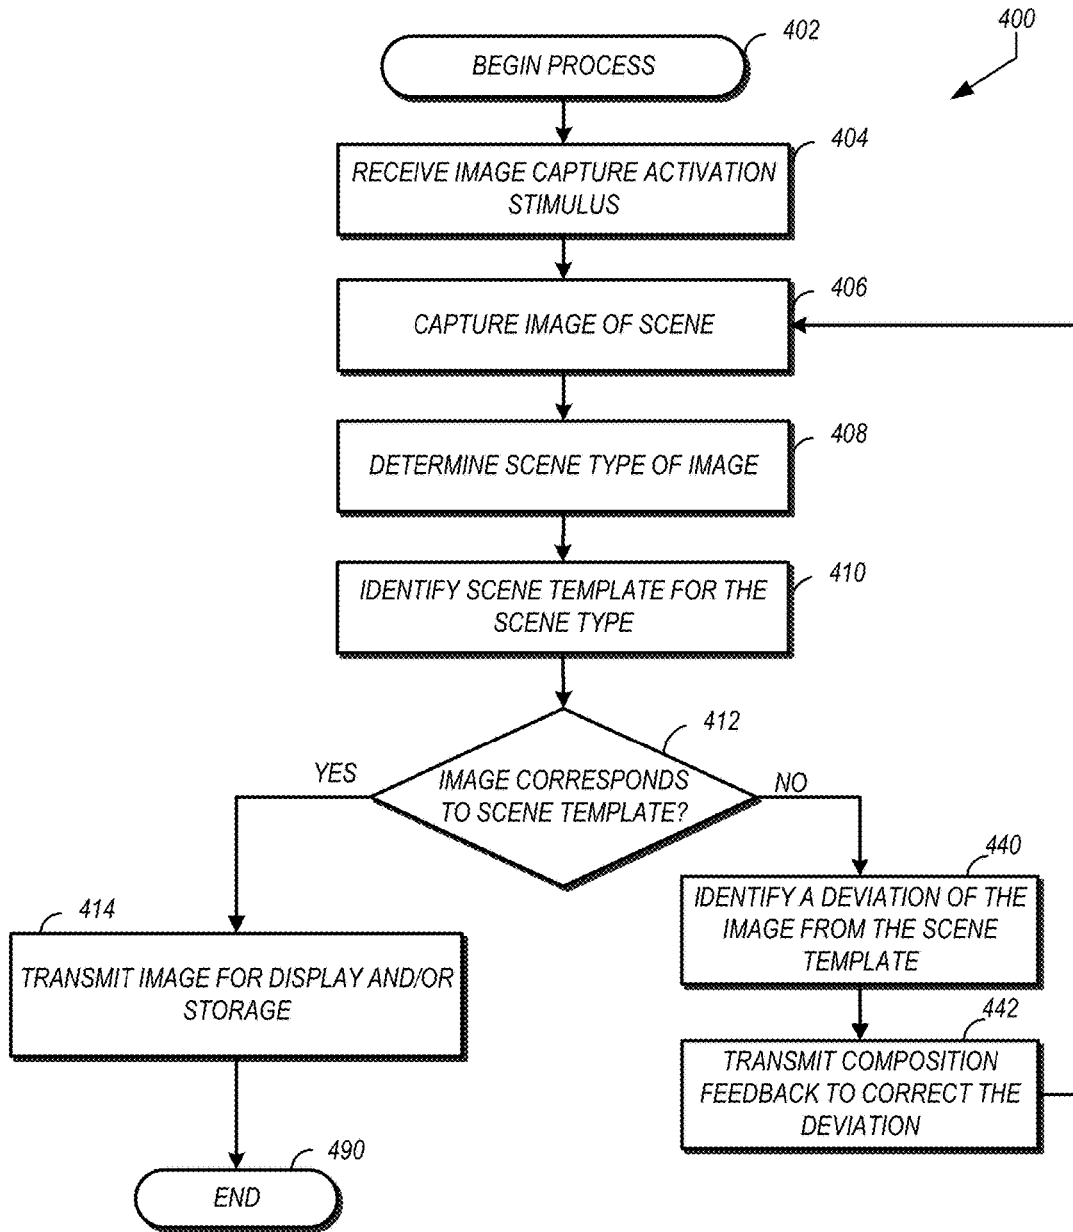 400
402
BEGIN PROCESS
404
RECEIVE IMAGE CAPTURE ACTIVATION
STIMULUS
406
CAPTURE IMAGE OF SCENE
408
DETERMINE SCENE TYPE OF IMAGE
410
IDENTIFY SCENE TEMPLATE FOR THE
SCENE TYPE
412
IMAGE CORRESPONDS
TO SCENE TEMPLATE?
YES
NO
414
TRANSMIT IMAGE FOR DISPLAY AND/OR
STORAGE
440
IDENTIFY A DEVIATION OF THE
IMAGE FROM THE SCENE
TEMPLATE
442
TRANSMIT COMPOSITION
FEEDBACK TO CORRECT THE
DEVIATION
490
END